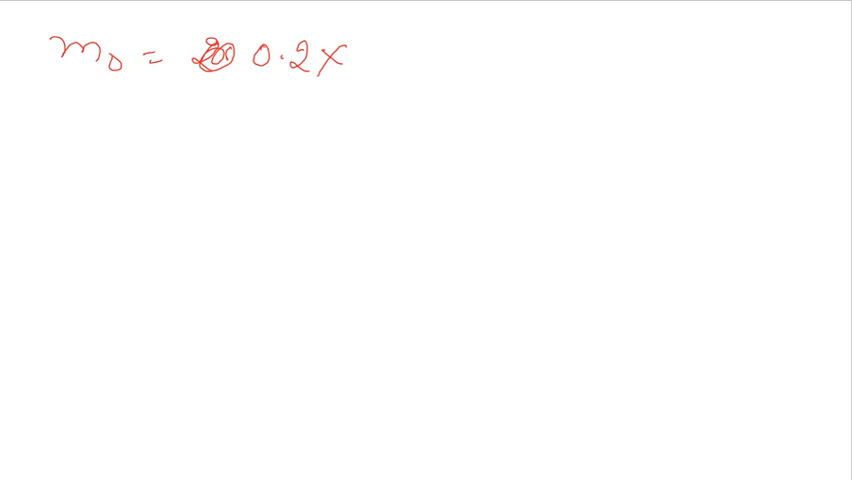 m₀ = 0.2x